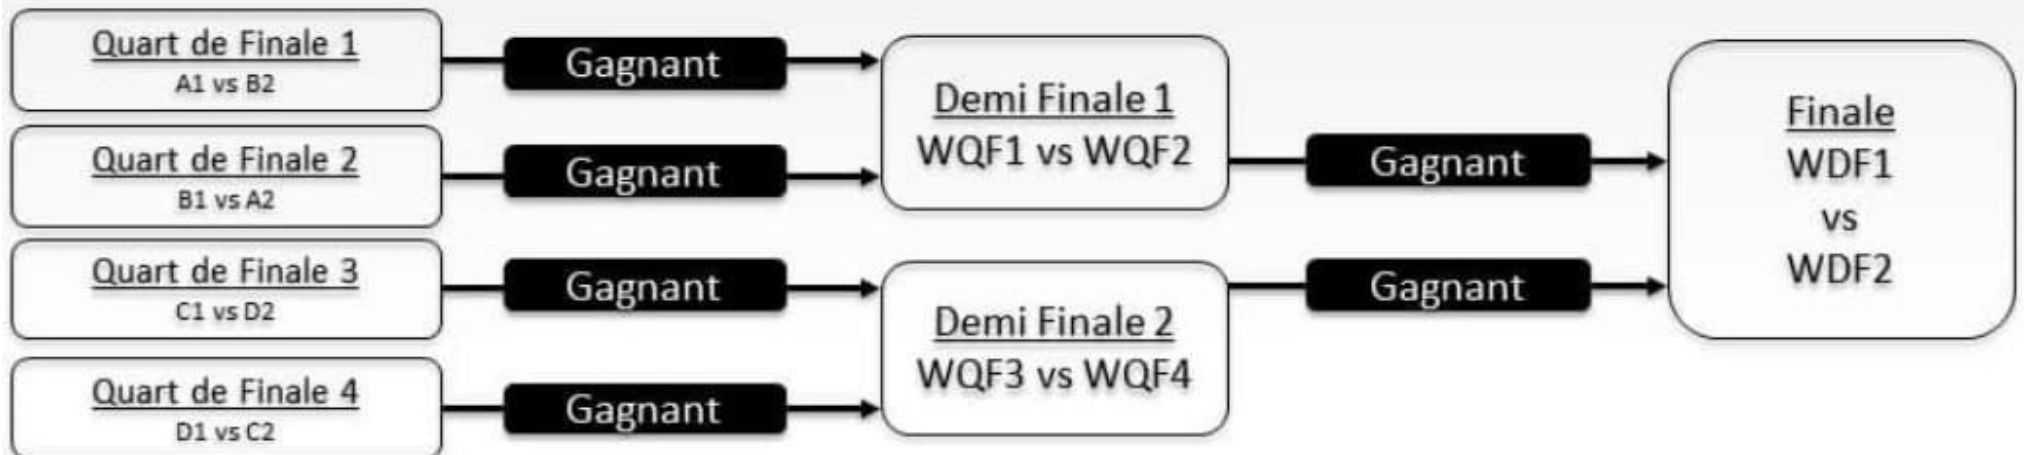 Quart de Finale 1
A1 vs B2
Gagnant
Quart de Finale 2
B1 vs A2
Gagnant
Demi Finale 1
WQF1 vs WQF2
Gagnant
Quart de Finale 3
C1 vs D2
Gagnant
Quart de Finale 4
D1 vs C2
Gagnant
Demi Finale 2
WQF3 vs WQF4
Gagnant
Finale
WDF1
vs
WDF2